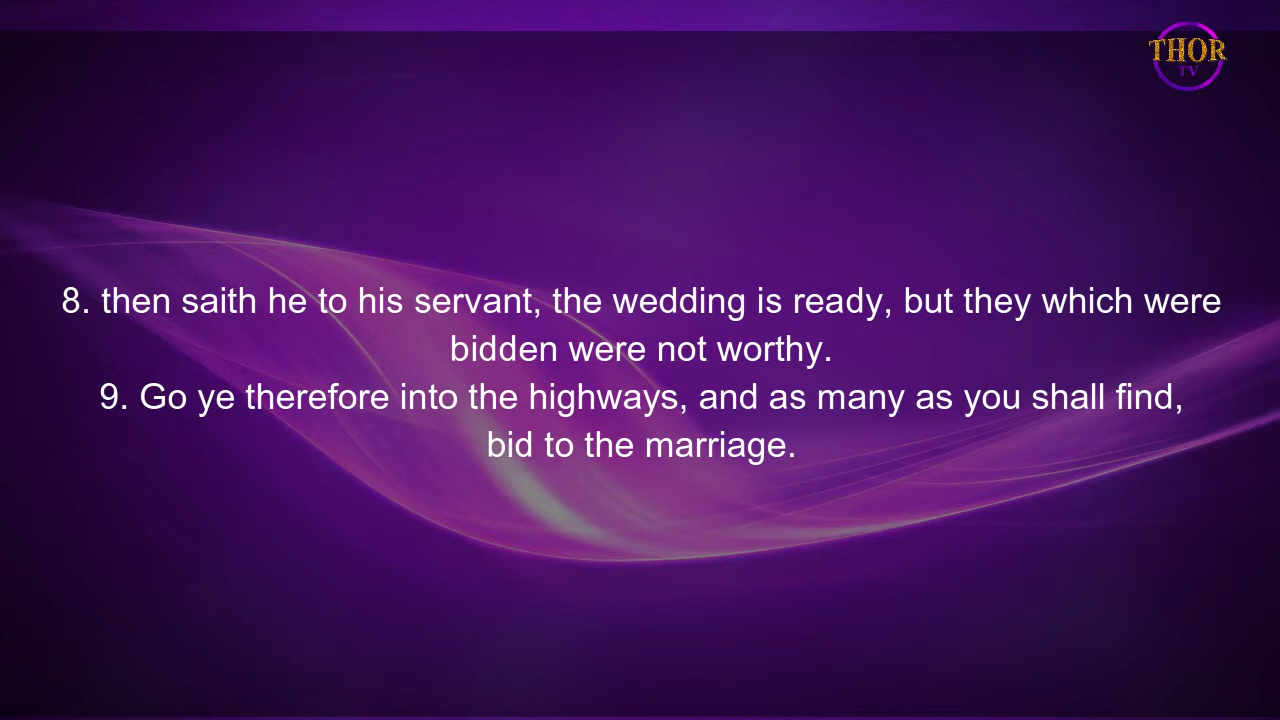 THOR
TV
8. then saith he to his servant, the wedding is ready, but they which were
bidden were not worthy.
9. Go ye therefore into the highways, and as many as you shall find,
bid to the marriage.